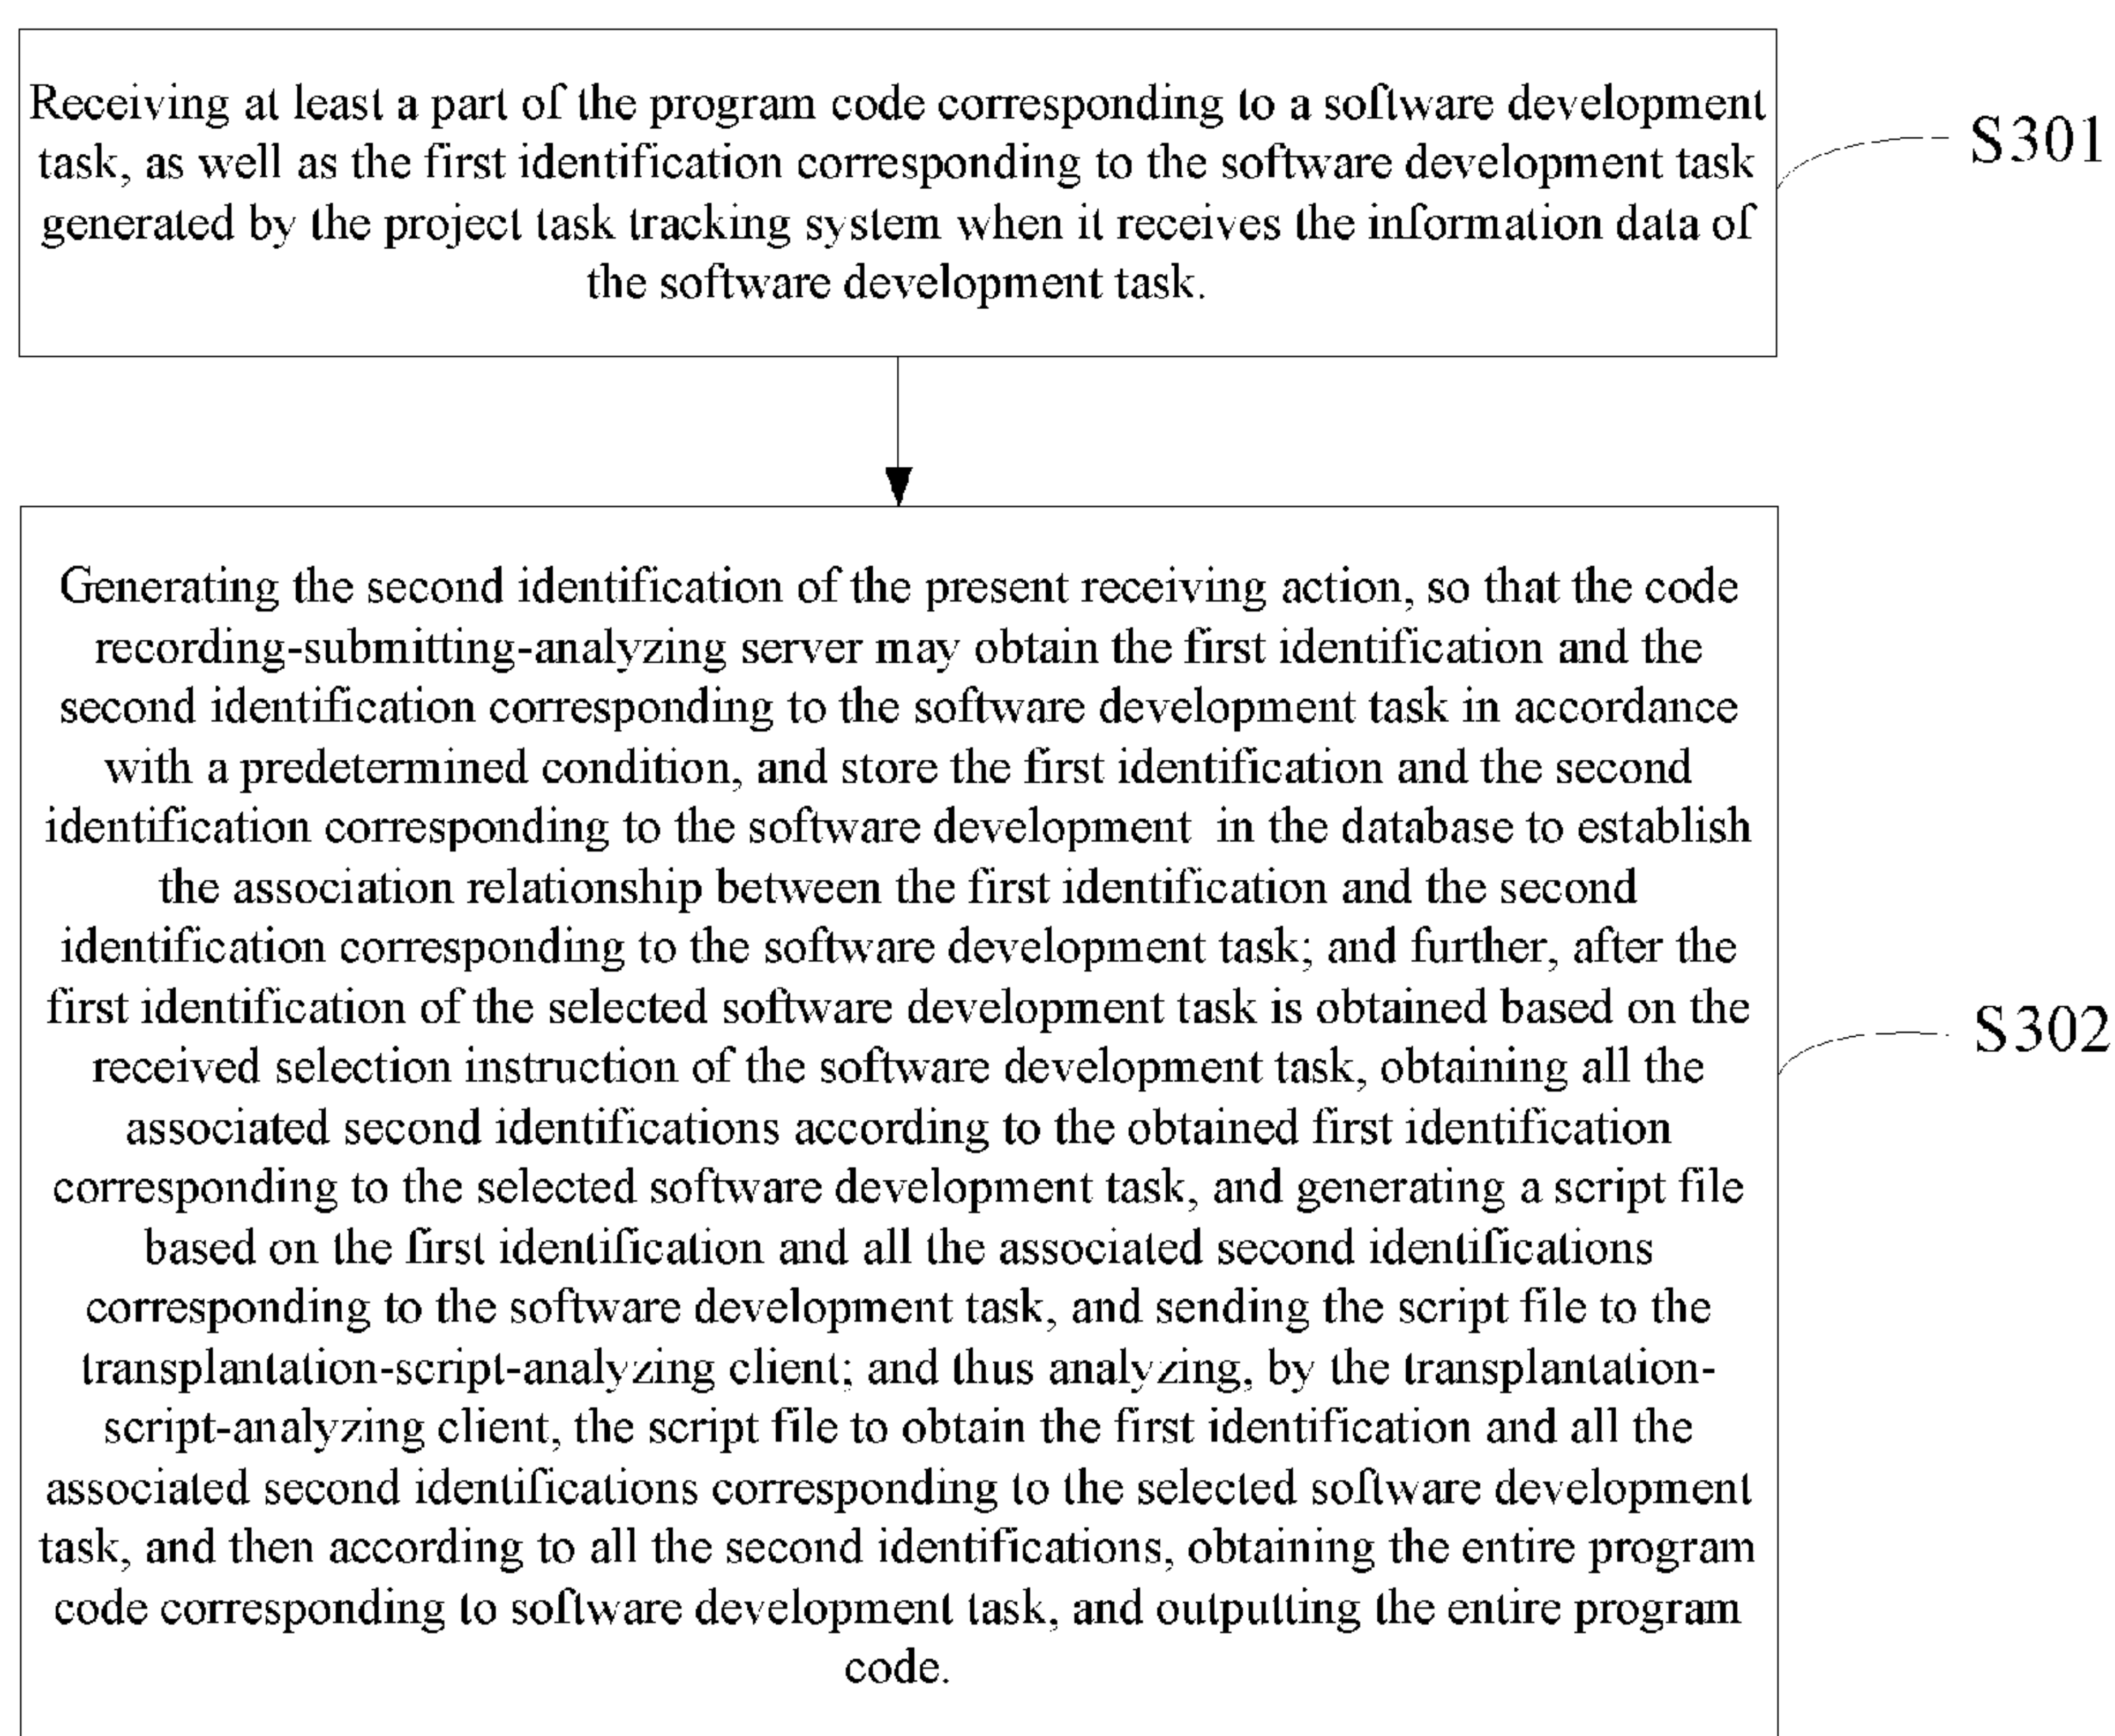 Receiving at least a part of the program code corresponding to a software development
task, as well as the first identification corresponding to the software development task
generated by the project task tracking system when it receives the information data of
the software development task.
S301
Generating the second identification of the present receiving action, so that the code
recording-submitting-analyzing server may obtain the first identification and the
second identification corresponding to the software development task in accordance
with a predetermined condition, and store the first identification and the second
identification corresponding to the software development in the database to establish
the association relationship between the first identification and the second
identification corresponding to the software development task; and further, after the
first identification of the selected software development task is obtained based on the
received selection instruction of the software development task, obtaining all the
associated second identifications according to the obtained first identification
corresponding to the selected software development task, and generating a script file
based on the first identification and all the associated second identifications
corresponding to the software development task, and sending the script file to the
transplantation-script-analyzing client; and thus analyzing, by the transplantation-
script-analyzing client, the script file to obtain the first identification and all the
associated second identifications corresponding to the selected software development
task, and then according to all the second identifications, obtaining the entire program
code corresponding to software development task, and outputting the entire program
code.
S302